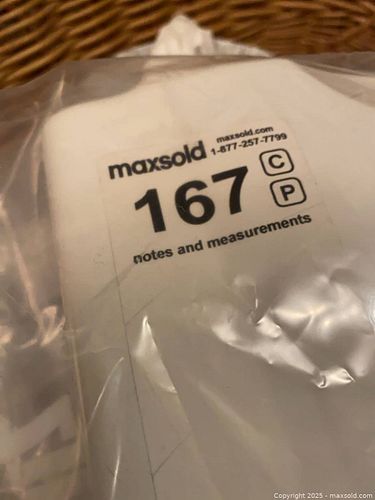 maxsold
maxsold.com
1-877-257-7799
167
C
P
notes and measurements
Copyright 2025 - maxsold.com